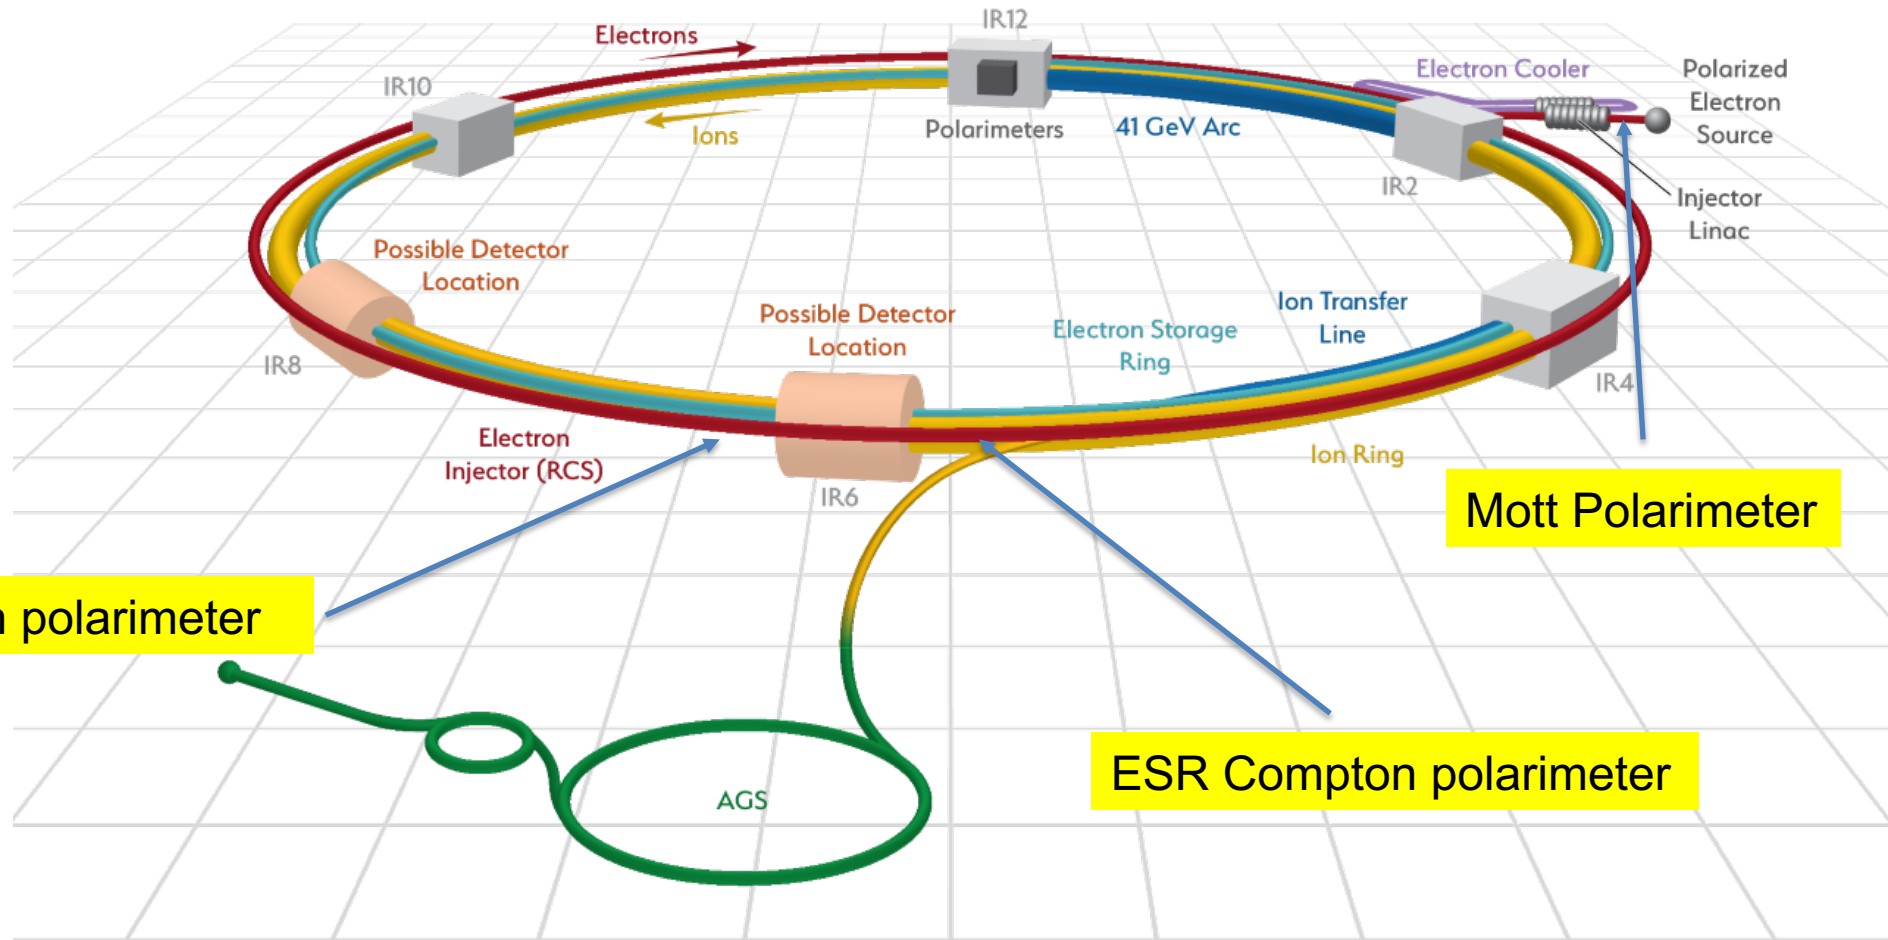 IR12
Electrons
Electron Cooler
Polarized
Electron
Source
IR10
Ions
Polarimeters
41 GeV Arc
IR2
Injector
Linac
Possible Detector
Location
Possible Detector
Location
Ion Transfer
Line
Electron Storage
Ring
IR8
IR4
Electron
Injector (RCS)
IR6
Ion Ring
Mott Polarimeter
polarimeter
ESR Compton polarimeter
AGS